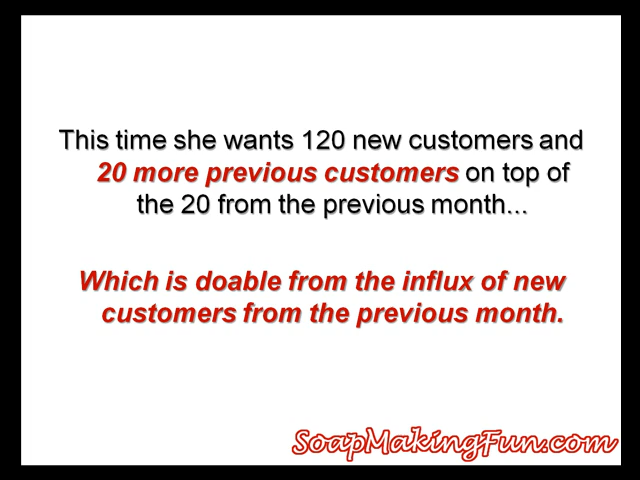 This time she wants 120 new customers and
20 more previous customers on top of
the 20 from the previous month...
Which is doable from the influx of new
customers from the previous month.
SoapMakingFun.com